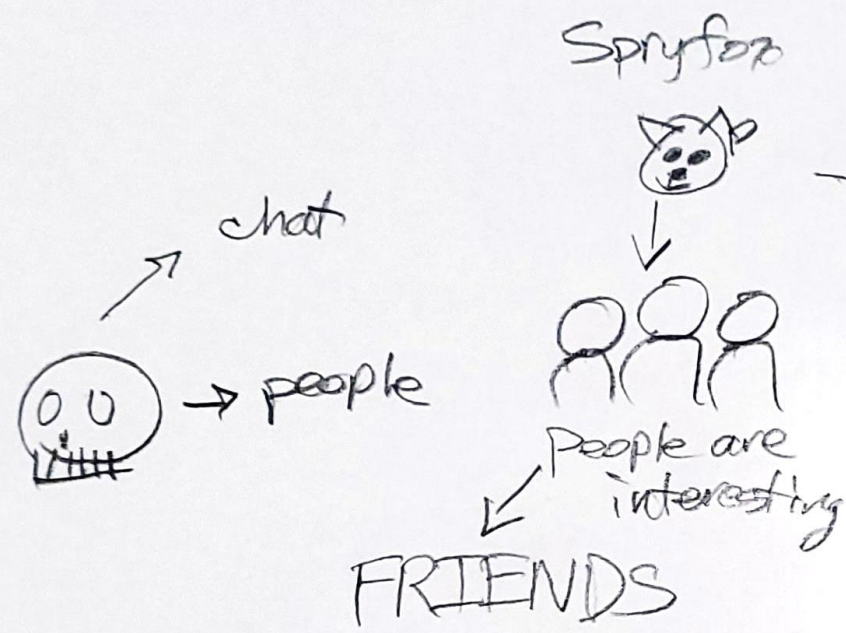 Spryfox
chat
people
people are
interesting
FRIENDS